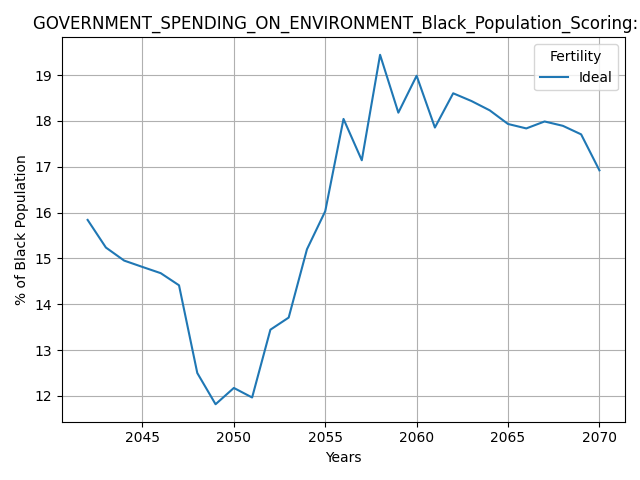 GOVERNMENT_SPENDING_ON_ENVIRONMENT_Black_Population_Scoring:
Fertility
Ideal
19
18
17
16
15
14
13
12
% of Black Population
2045 2050 2055 2060 2065 2070
Years